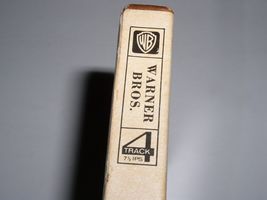 WB
WARNER
BROS.
4
TRACK
7½ IPS